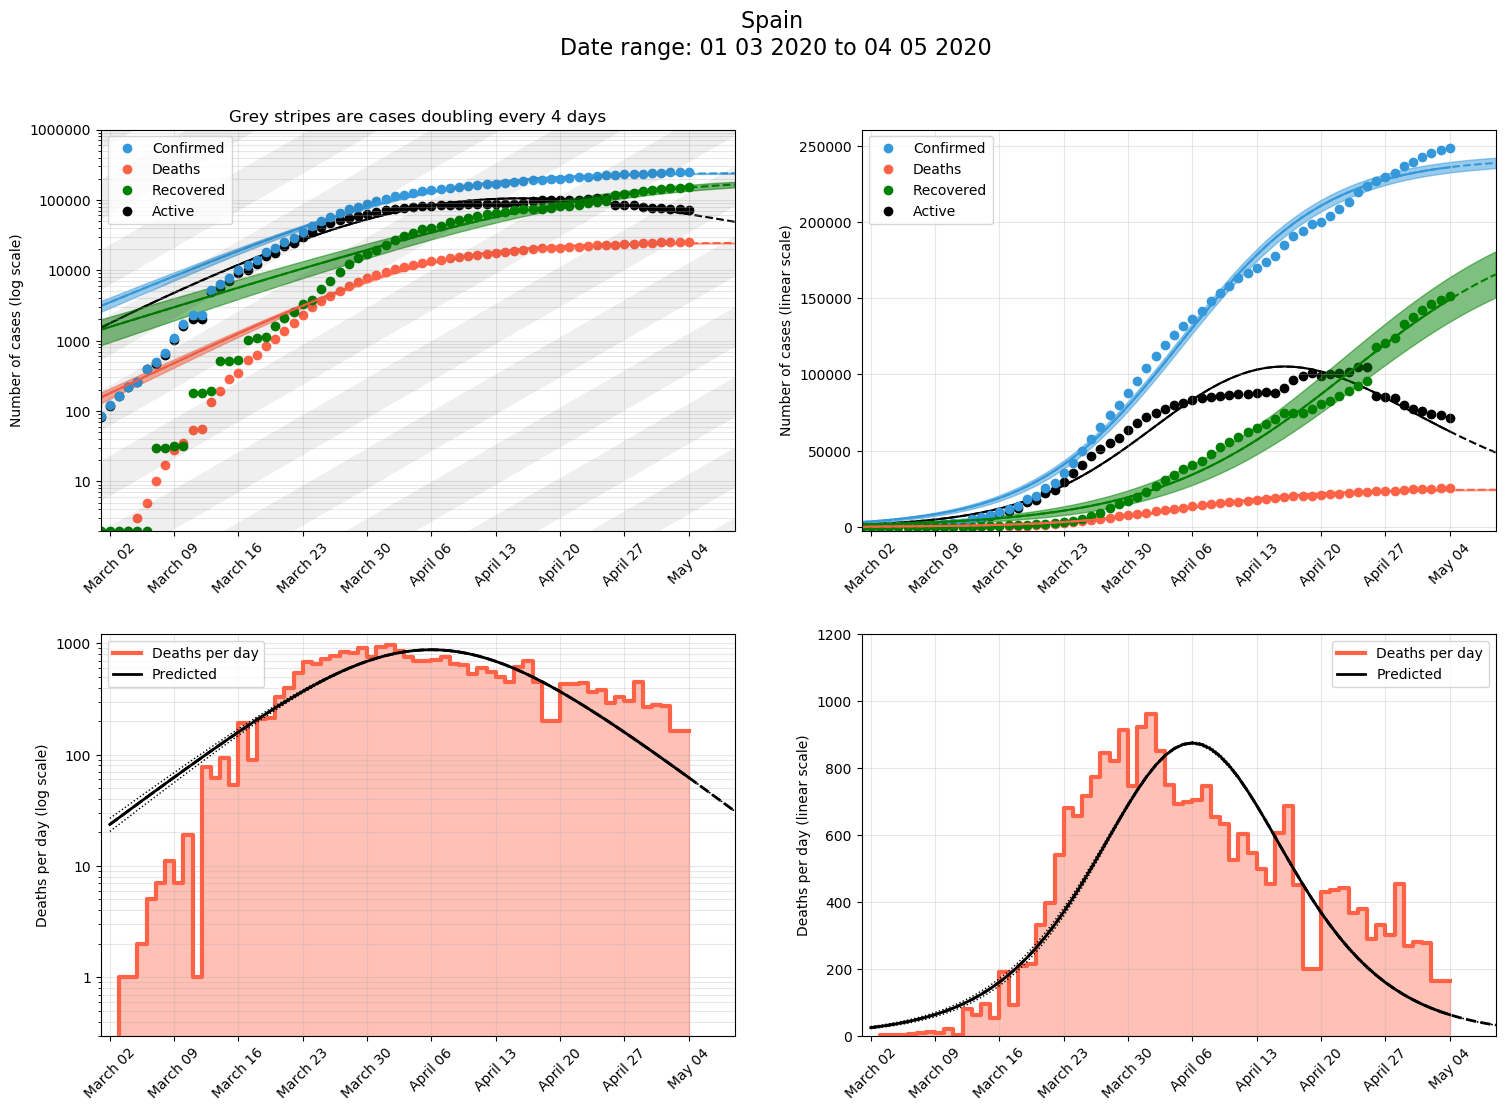 Spain
Date range: 01 03 2020 to 04 05 2020
Grey stripes are cases doubling every 4 days
Number of cases (log scale)
1000000
100000
10000
1000
100
10
Confirmed
Deaths
Recovered
Active
March 02
March 09
March 16
March 23
March 30
April 06
April 13
April 20
April 27
May 04
Number of cases (linear scale)
250000
200000
150000
100000
50000
0
Confirmed
Deaths
Recovered
Active
March 02
March 09
March 16
March 23
March 30
April 06
April 13
April 20
April 27
May 04
Deaths per day (log scale)
1000
100
10
1
Deaths per day
Predicted
March 02
March 09
March 16
March 23
March 30
April 06
April 13
April 20
April 27
May 04
Deaths per day (linear scale)
1200
1000
800
600
400
200
0
Deaths per day
Predicted
March 02
March 09
March 16
March 23
March 30
April 06
April 13
April 20
April 27
May 04